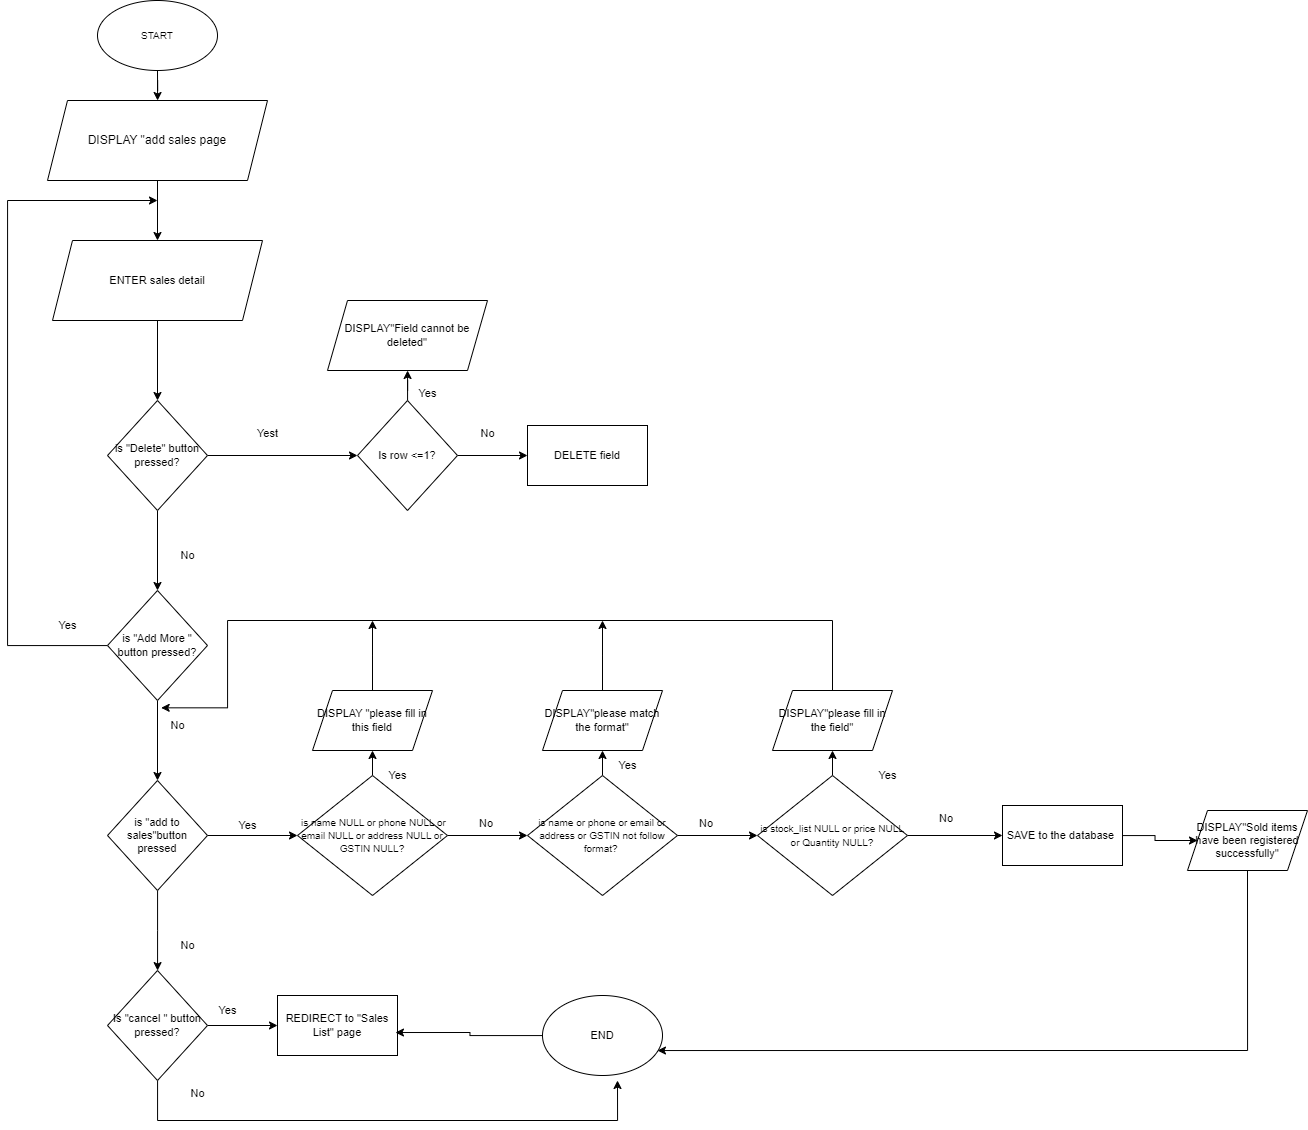 START
DISPLAY "add sales page
ENTER sales detail
DISPLAY"Field cannot be
deleted"
Yes
is "Delete" button
pressed?
Yest
Is row <=1?
No
DELETE field
No
is "Add More "
button pressed?
Yes
No
DISPLAY "please fill in
this field
DISPLAY"please match
the format"
DISPLAY"please fill in
the field"
Yes
Yes
Yes
is "add to
sales"button
pressed
Yes
is name NULL or phone NULL or
email NULL or address NULL or
GSTIN NULL?
No
is name or phone or email or
address or GSTIN not follow
format?
No
is stock_list NULL or price NULL
or Quantity NULL?
No
SAVE to the database
DISPLAY"Sold items
have been registered
successfully"
No
Is "cancel " button
pressed?
Yes
REDIRECT to "Sales
List" page
END
No